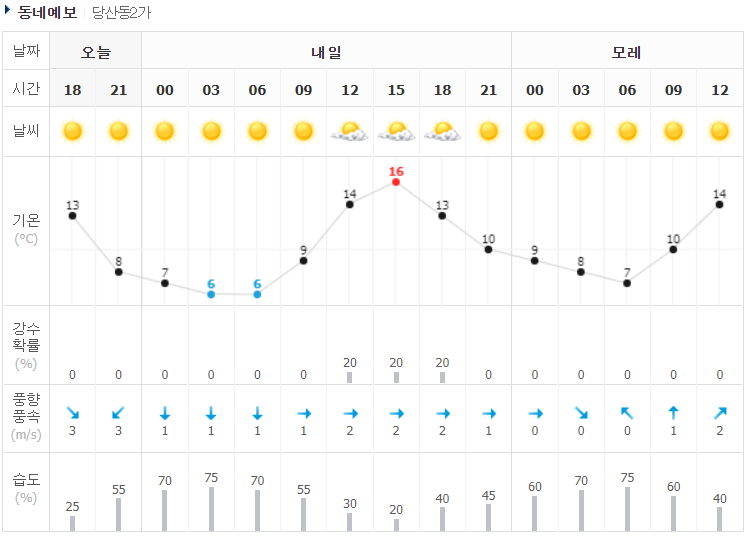 동네예보 당산동2가
날짜 오늘 내일 모레
시간 18 21 00 03 06 09 12 15 18 21 00 03 06 09 12
날씨
기온 (℃) 13 8 7 6 6 9 14 16 13 10 9 8 7 10 14
강수
확률
(%) 0 0 0 0 0 0 20 20 20 0 0 0 0 0 0
풍향
풍속
(m/s) 3 3 1 1 1 1 2 2 2 1 0 0 0 1 2
습도
(%) 25 55 70 75 70 55 30 20 40 45 60 70 75 60 40